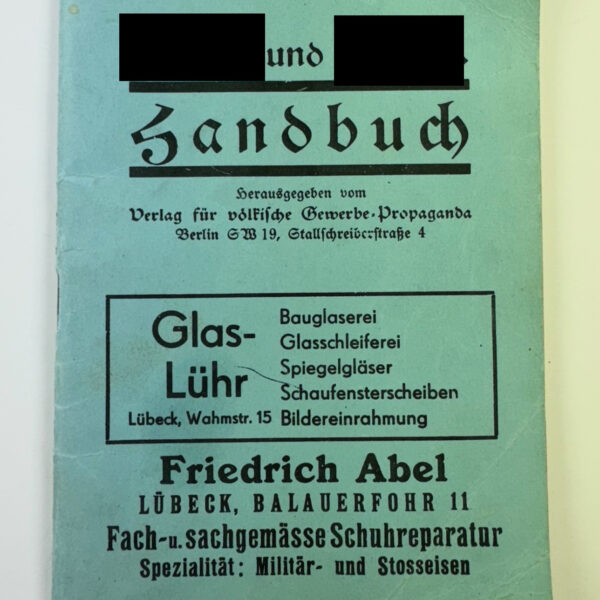 und
Handbuch
Herausgegeben vom
Verlag für völkische Gewerbe-Propaganda
Berlin SW 19, Stallschreiberstraße 4
Glas-
Lühr
Lübeck, Wahmstr. 15
Bauglaserei
Glasschleiferei
Spiegelgläser
Schaufensterscheiben
Bildereinrahmung
Friedrich Abel
LÜBECK, BALAUERFOHR 11
Fach-u.sachgemässe Schuhreparatur
Spezialität: Militär- und Stosseisen